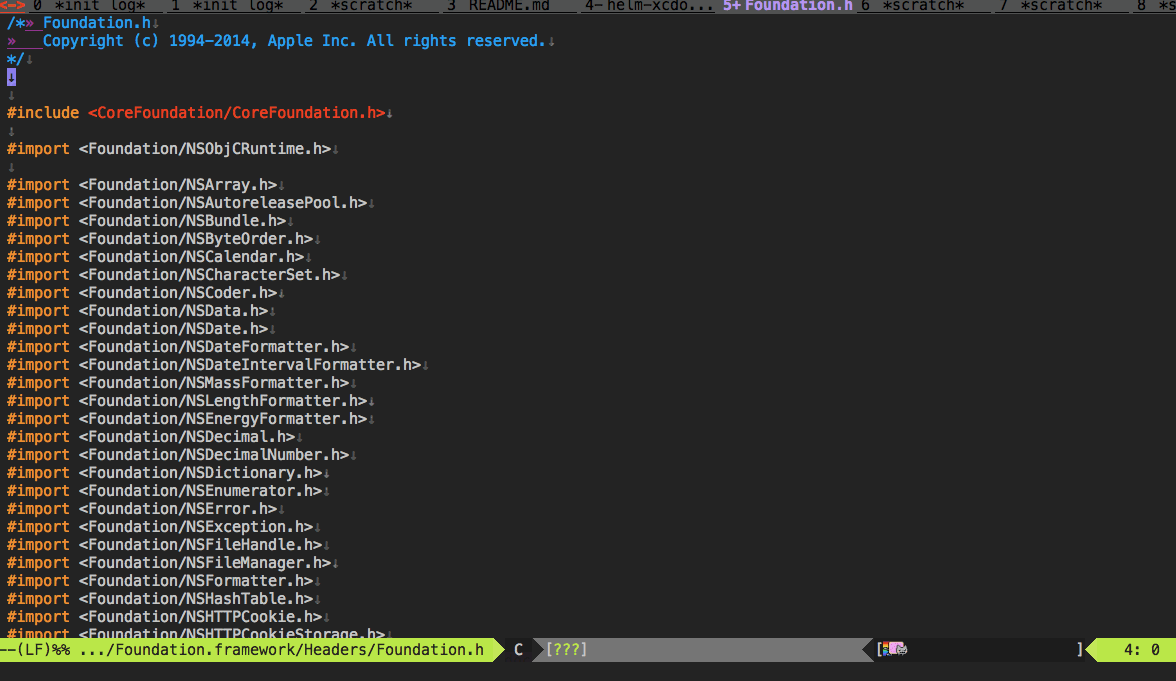 <-> 0 *init log* 1 *init log* 2 *scratch* 3 README.md 4- helm-xcdo... 5+ Foundation.h 6 *scratch* 7 *scratch* 8 *s
/*» Foundation.h↓
» Copyright (c) 1994-2014, Apple Inc. All rights reserved.↓
*/↓
↓
↓
#include <CoreFoundation/CoreFoundation.h>↓
↓
#import <Foundation/NSObjCRuntime.h>↓
↓
#import <Foundation/NSArray.h>↓
#import <Foundation/NSAutoreleasePool.h>↓
#import <Foundation/NSBundle.h>↓
#import <Foundation/NSByteOrder.h>↓
#import <Foundation/NSCalendar.h>↓
#import <Foundation/NSCharacterSet.h>↓
#import <Foundation/NSCoder.h>↓
#import <Foundation/NSData.h>↓
#import <Foundation/NSDate.h>↓
#import <Foundation/NSDateFormatter.h>↓
#import <Foundation/NSDateIntervalFormatter.h>↓
#import <Foundation/NSMassFormatter.h>↓
#import <Foundation/NSLengthFormatter.h>↓
#import <Foundation/NSEnergyFormatter.h>↓
#import <Foundation/NSDecimal.h>↓
#import <Foundation/NSDecimalNumber.h>↓
#import <Foundation/NSDictionary.h>↓
#import <Foundation/NSEnumerator.h>↓
#import <Foundation/NSError.h>↓
#import <Foundation/NSException.h>↓
#import <Foundation/NSFileHandle.h>↓
#import <Foundation/NSFileManager.h>↓
#import <Foundation/NSFormatter.h>↓
#import <Foundation/NSHashTable.h>↓
#import <Foundation/NSHTTPCookie.h>↓
#import <Foundation/NSHTTPCookieStorage.h>↓
--(LF)%% .../Foundation.framework/Headers/Foundation.h C [???] [ ] 4: 0